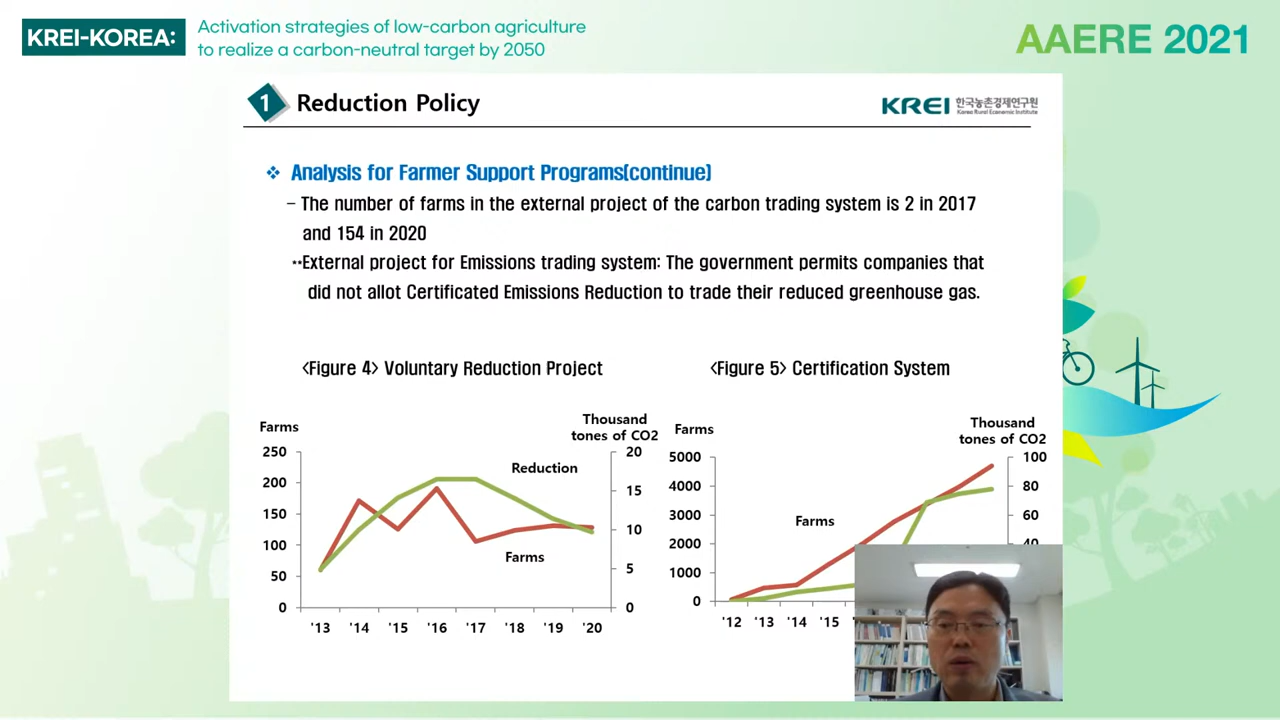 KREI-KOREA:
Activation strategies of low-carbon agriculture
to realize a carbon-neutral target by 2050
AAERE 2021
1
Reduction Policy
KREI 한국농촌경제연구원
Korea Rural Economic Institute
❖ Analysis for Farmer Support Programs(continue)
– The number of farms in the external project of the carbon trading system is 2 in 2017
and 154 in 2020
**External project for Emissions trading system: The government permits companies that
did not allot Certificated Emissions Reduction to trade their reduced greenhouse gas.
<Figure 4> Voluntary Reduction Project
Farms
Thousand
tones of CO2
250
200
150
100
50
0
20
15
10
5
0
Reduction
Farms
'13 '14 '15 '16 '17 '18 '19 '20
<Figure 5> Certification System
Farms
Thousand
tones of CO2
5000
4000
3000
2000
1000
0
100
80
60
40
Farms
'12 '13 '14 '15